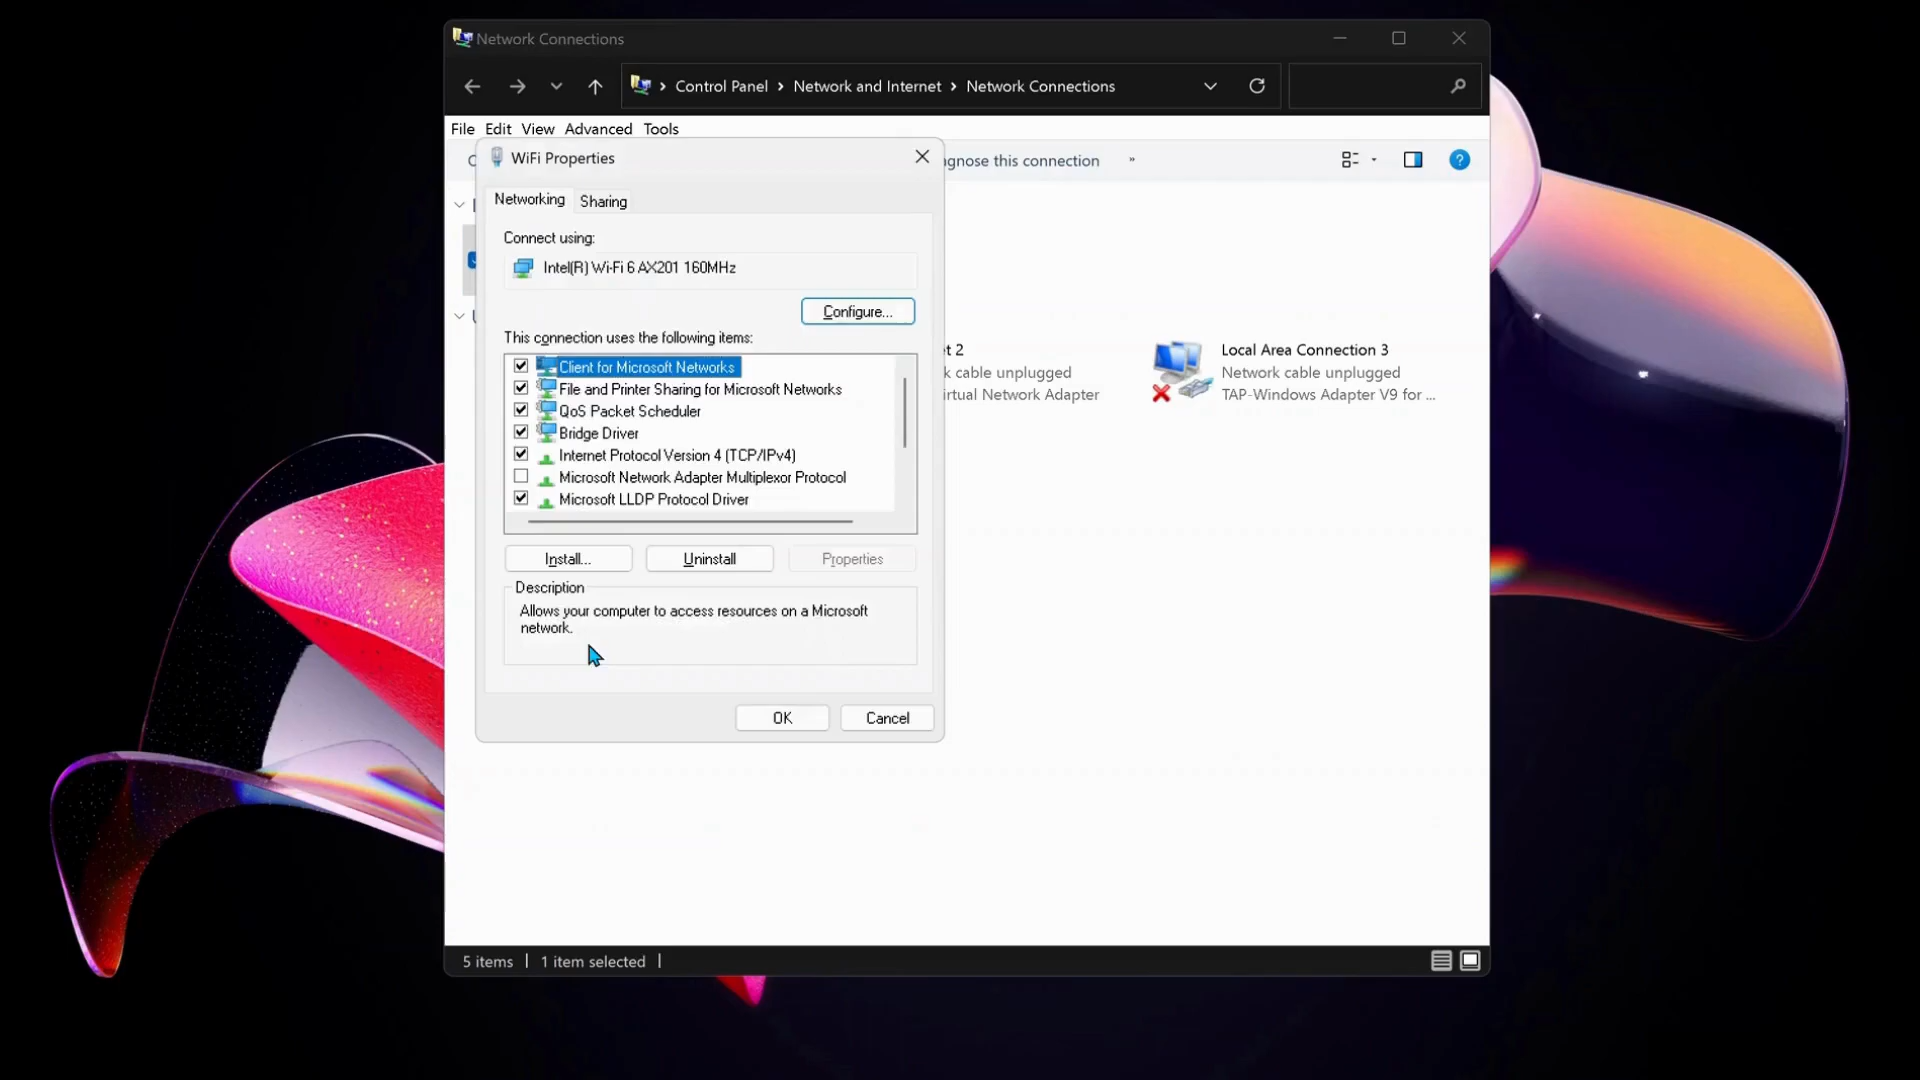 Network Connections
Control Panel > Network and Internet > Network Connections
File Edit View Advanced Tools
WiFi Properties
agnose this connection »
Networking Sharing
Connect using:
Intel(R) Wi-Fi 6 AX201 160MHz
Configure...
This connection uses the following items:
Client for Microsoft Networks
File and Printer Sharing for Microsoft Networks
QoS Packet Scheduler
Bridge Driver
Internet Protocol Version 4 (TCP/IPv4)
Microsoft Network Adapter Multiplexor Protocol
Microsoft LLDP Protocol Driver
Install... Uninstall Properties
Description
Allows your computer to access resources on a Microsoft
network.
OK Cancel
et 2
k cable unplugged
irtual Network Adapter
Local Area Connection 3
Network cable unplugged
TAP-Windows Adapter V9 for ...
5 items | 1 item selected |